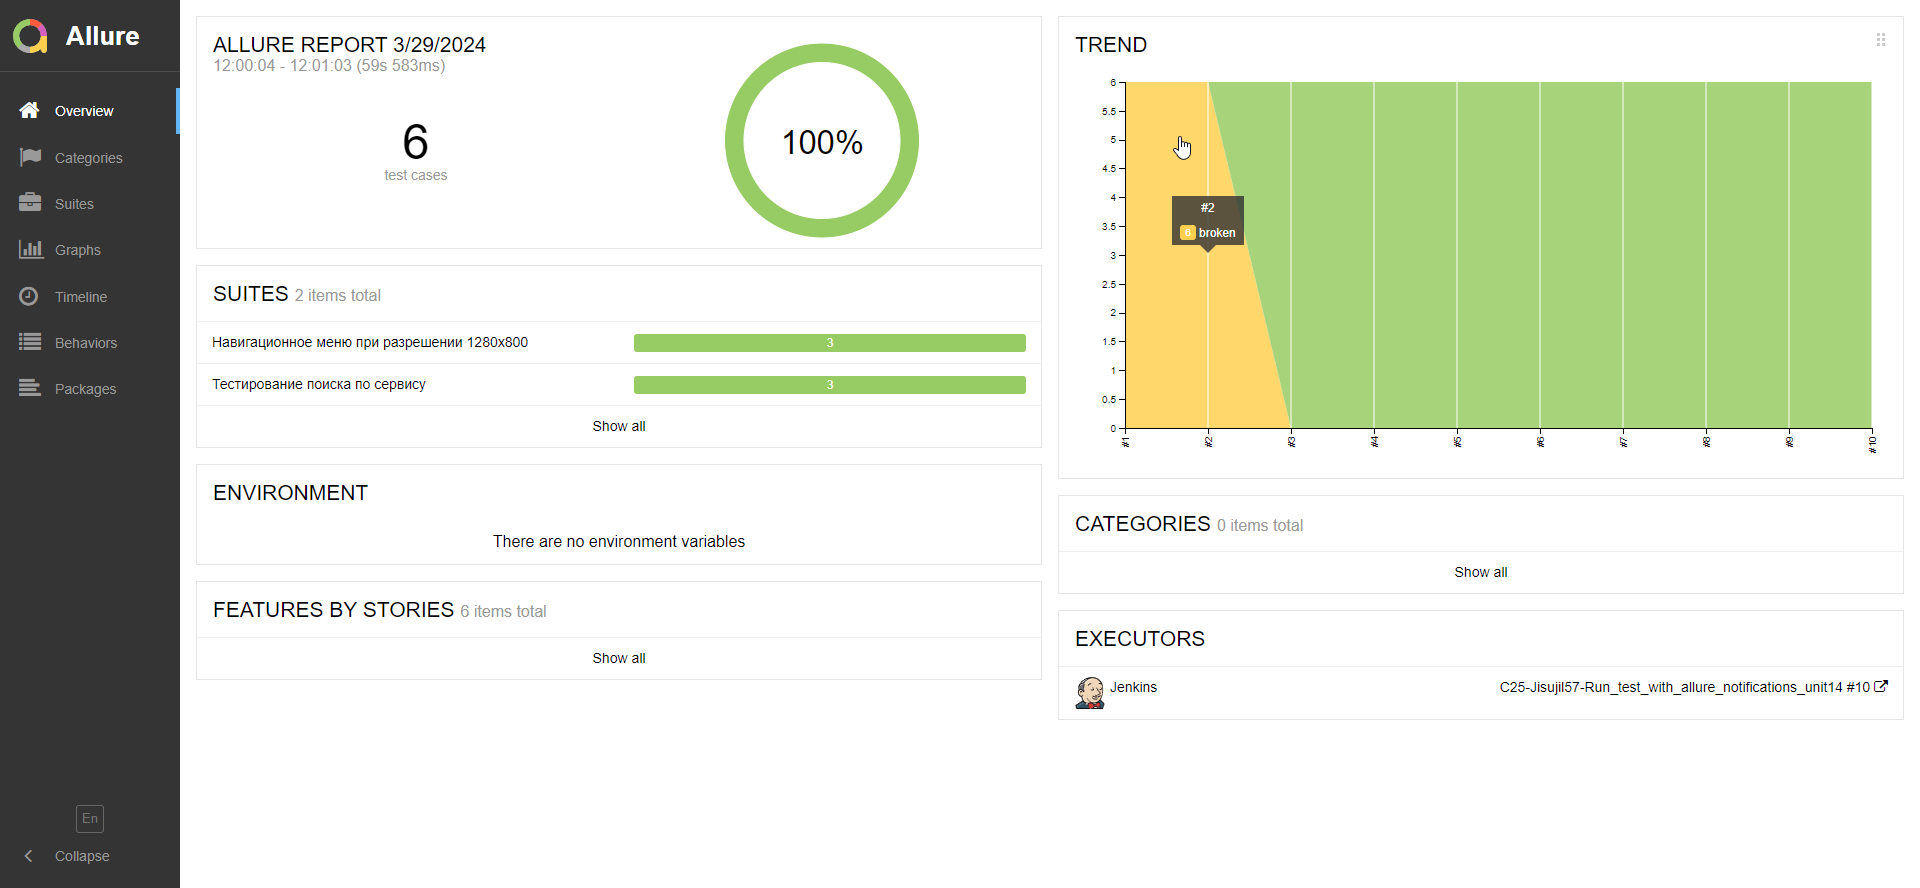 Allure
Overview
Categories
Suites
Graphs
Timeline
Behaviors
Packages
En
Collapse
ALLURE REPORT 3/29/2024
12:00:04 - 12:01:03 (59s 583ms)
6
test cases
100%
SUITES 2 items total
Навигационное меню при разрешении 1280x800
3
Тестирование поиска по сервису
3
Show all
ENVIRONMENT
There are no environment variables
FEATURES BY STORIES 6 items total
Show all
TREND
6
5.5
5
4.5
4
3.5
3
2.5
2
1.5
1
0.5
0
#2
6 broken
#1
#2
#3
#4
#5
#6
#7
#8
#9
#10
CATEGORIES 0 items total
Show all
EXECUTORS
Jenkins
C25-Jisujil57-Run_test_with_allure_notifications_unit14 #10